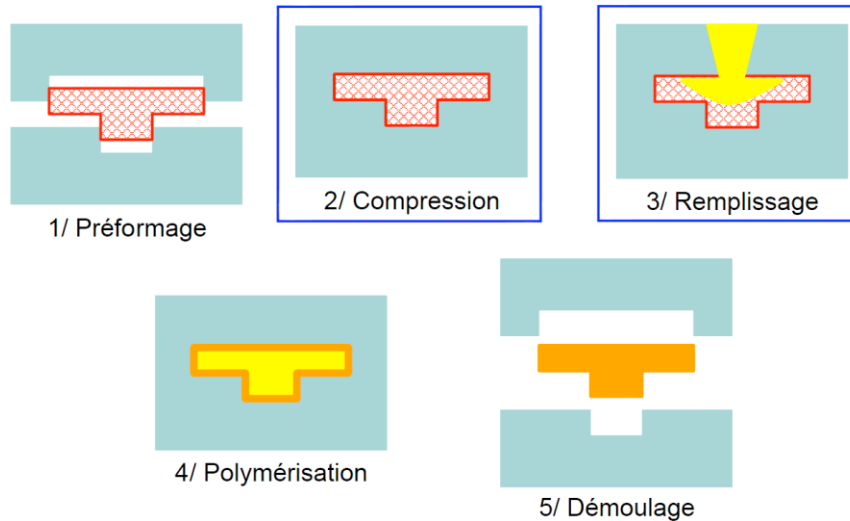 1/ Préformage
2/ Compression
3/ Remplissage
4/ Polymérisation
5/ Démoulage